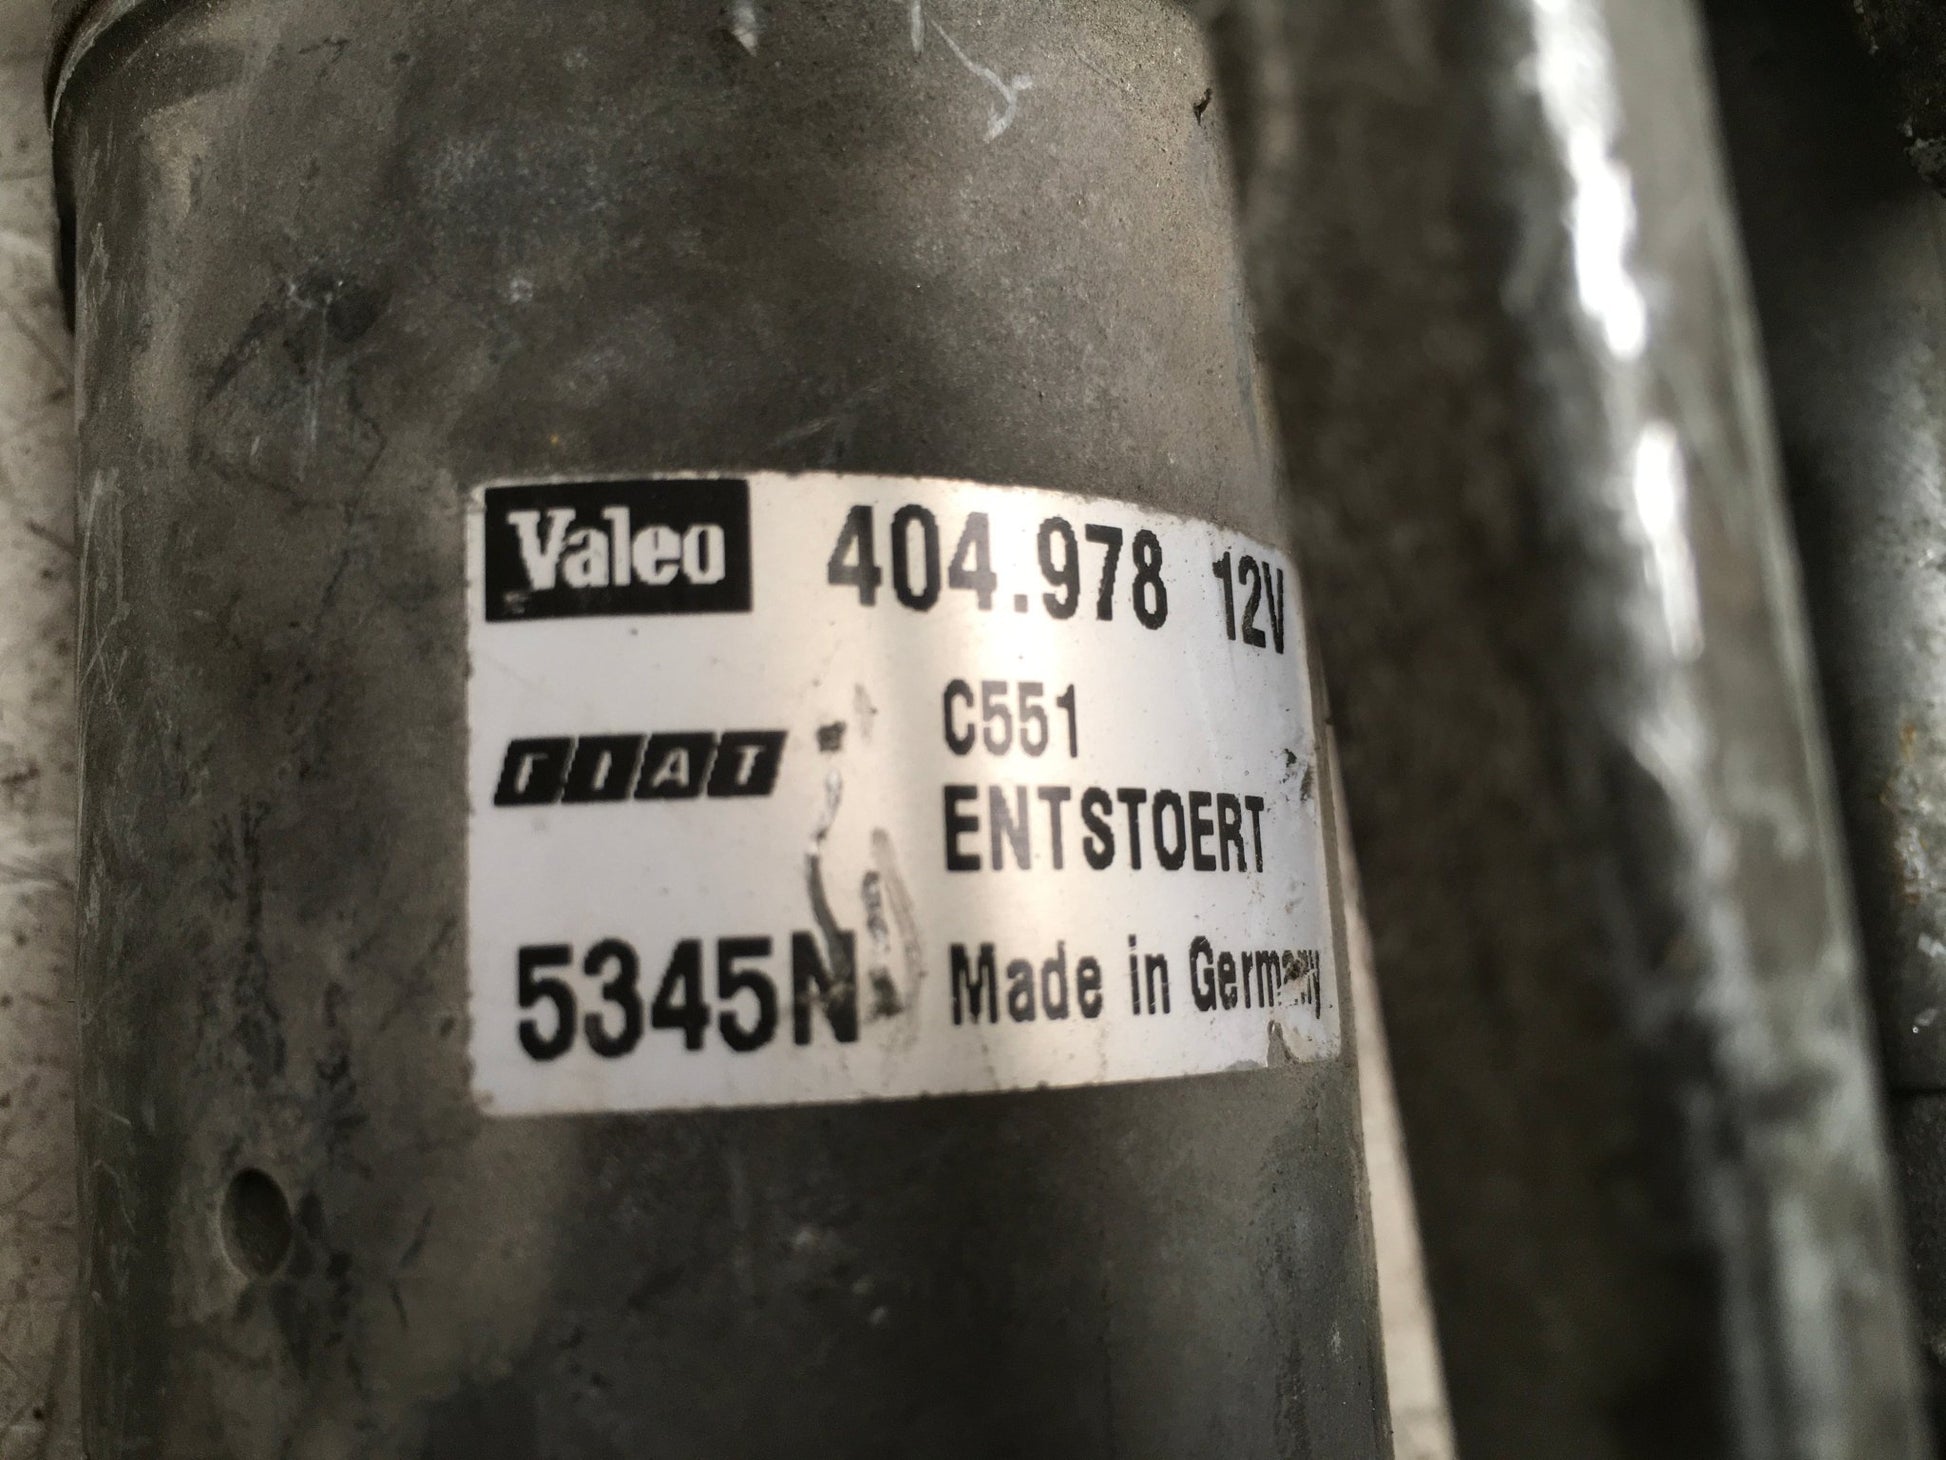 Valeo 404.978 12V
C551
FIAT
ENTSTOERT
5345N Made in Germany